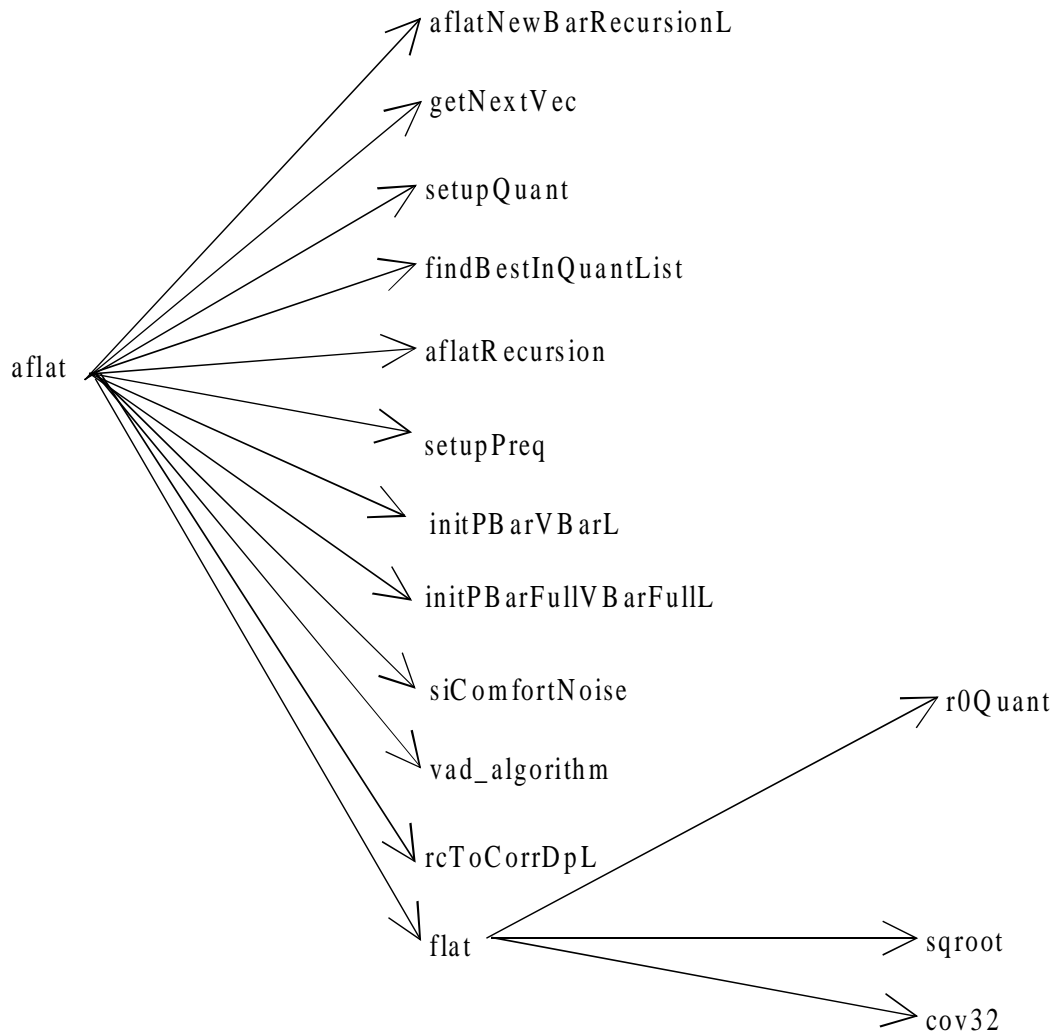 aflatNewBarRecursionL
getNextVec
setupQuant
findBestInQuantList
aflatRecursion
aflat
setupPreq
initPBarVBarL
initPBarFullVBarFullL
siComfortNoise
r0Quant
vad_algorithm
rcToCorrDpL
flat
sqroot
cov32